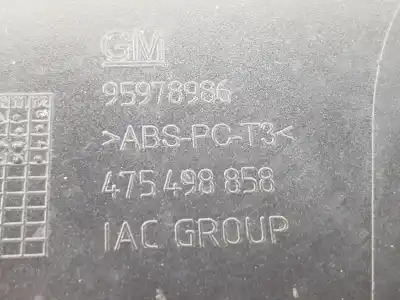 GM
95978986
>ABS-PC-T3<
475 498 858
IAC GROUP